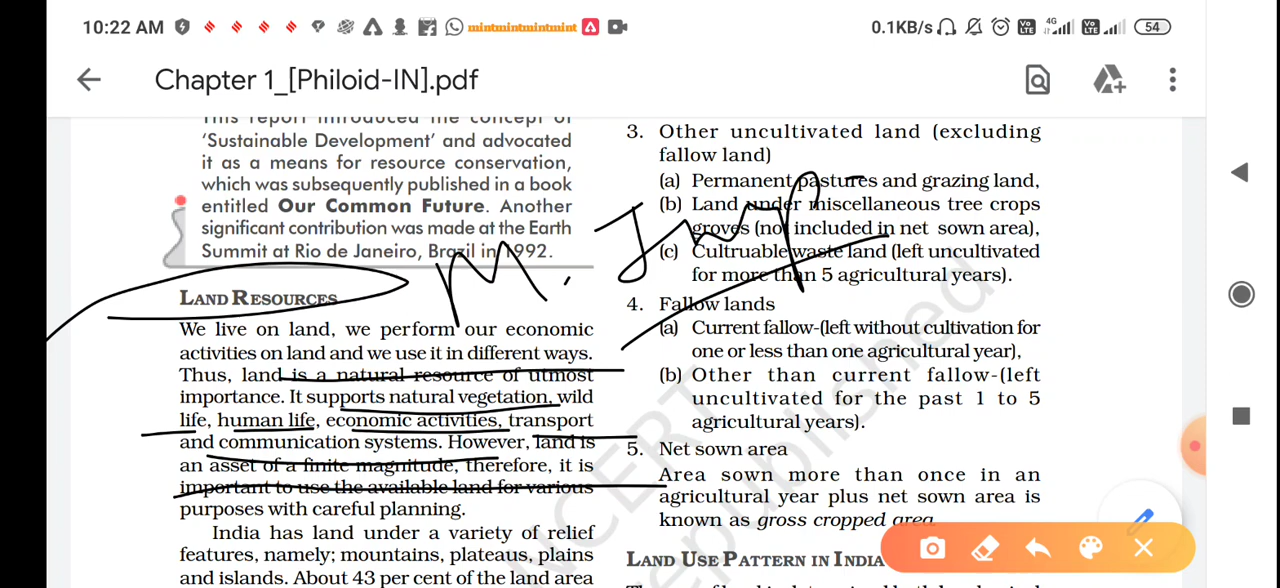 10:22 AM
mintmintmintmint
0.1KB/s
4G
54
Chapter 1_[Philoid-IN].pdf
This report introduced the concept of
‘Sustainable Development’ and advocated
it as a means for resource conservation,
which was subsequently published in a book
entitled Our Common Future. Another
significant contribution was made at the Earth
Summit at Rio de Janeiro, Brazil in 1992.
LAND RESOURCES
We live on land, we perform our economic
activities on land and we use it in different ways.
Thus, land is a natural resource of utmost
importance. It supports natural vegetation, wild
life, human life, economic activities, transport
and communication systems. However, land is
an asset of a finite magnitude, therefore, it is
important to use the available land for various
purposes with careful planning.
India has land under a variety of relief
features, namely; mountains, plateaus, plains
and islands. About 43 per cent of the land area
3. Other uncultivated land (excluding
fallow land)
(a) Permanent pastures and grazing land,
(b) Land under miscellaneous tree crops
groves (not included in net sown area),
(c) Cultruable waste land (left uncultivated
for more than 5 agricultural years).
4. Fallow lands
(a) Current fallow-(left without cultivation for
one or less than one agricultural year),
(b) Other than current fallow-(left
uncultivated for the past 1 to 5
agricultural years).
5. Net sown area
Area sown more than once in an
agricultural year plus net sown area is
known as gross cropped area.
LAND USE PATTERN IN INDIA
M. Imp
NCERT
republished